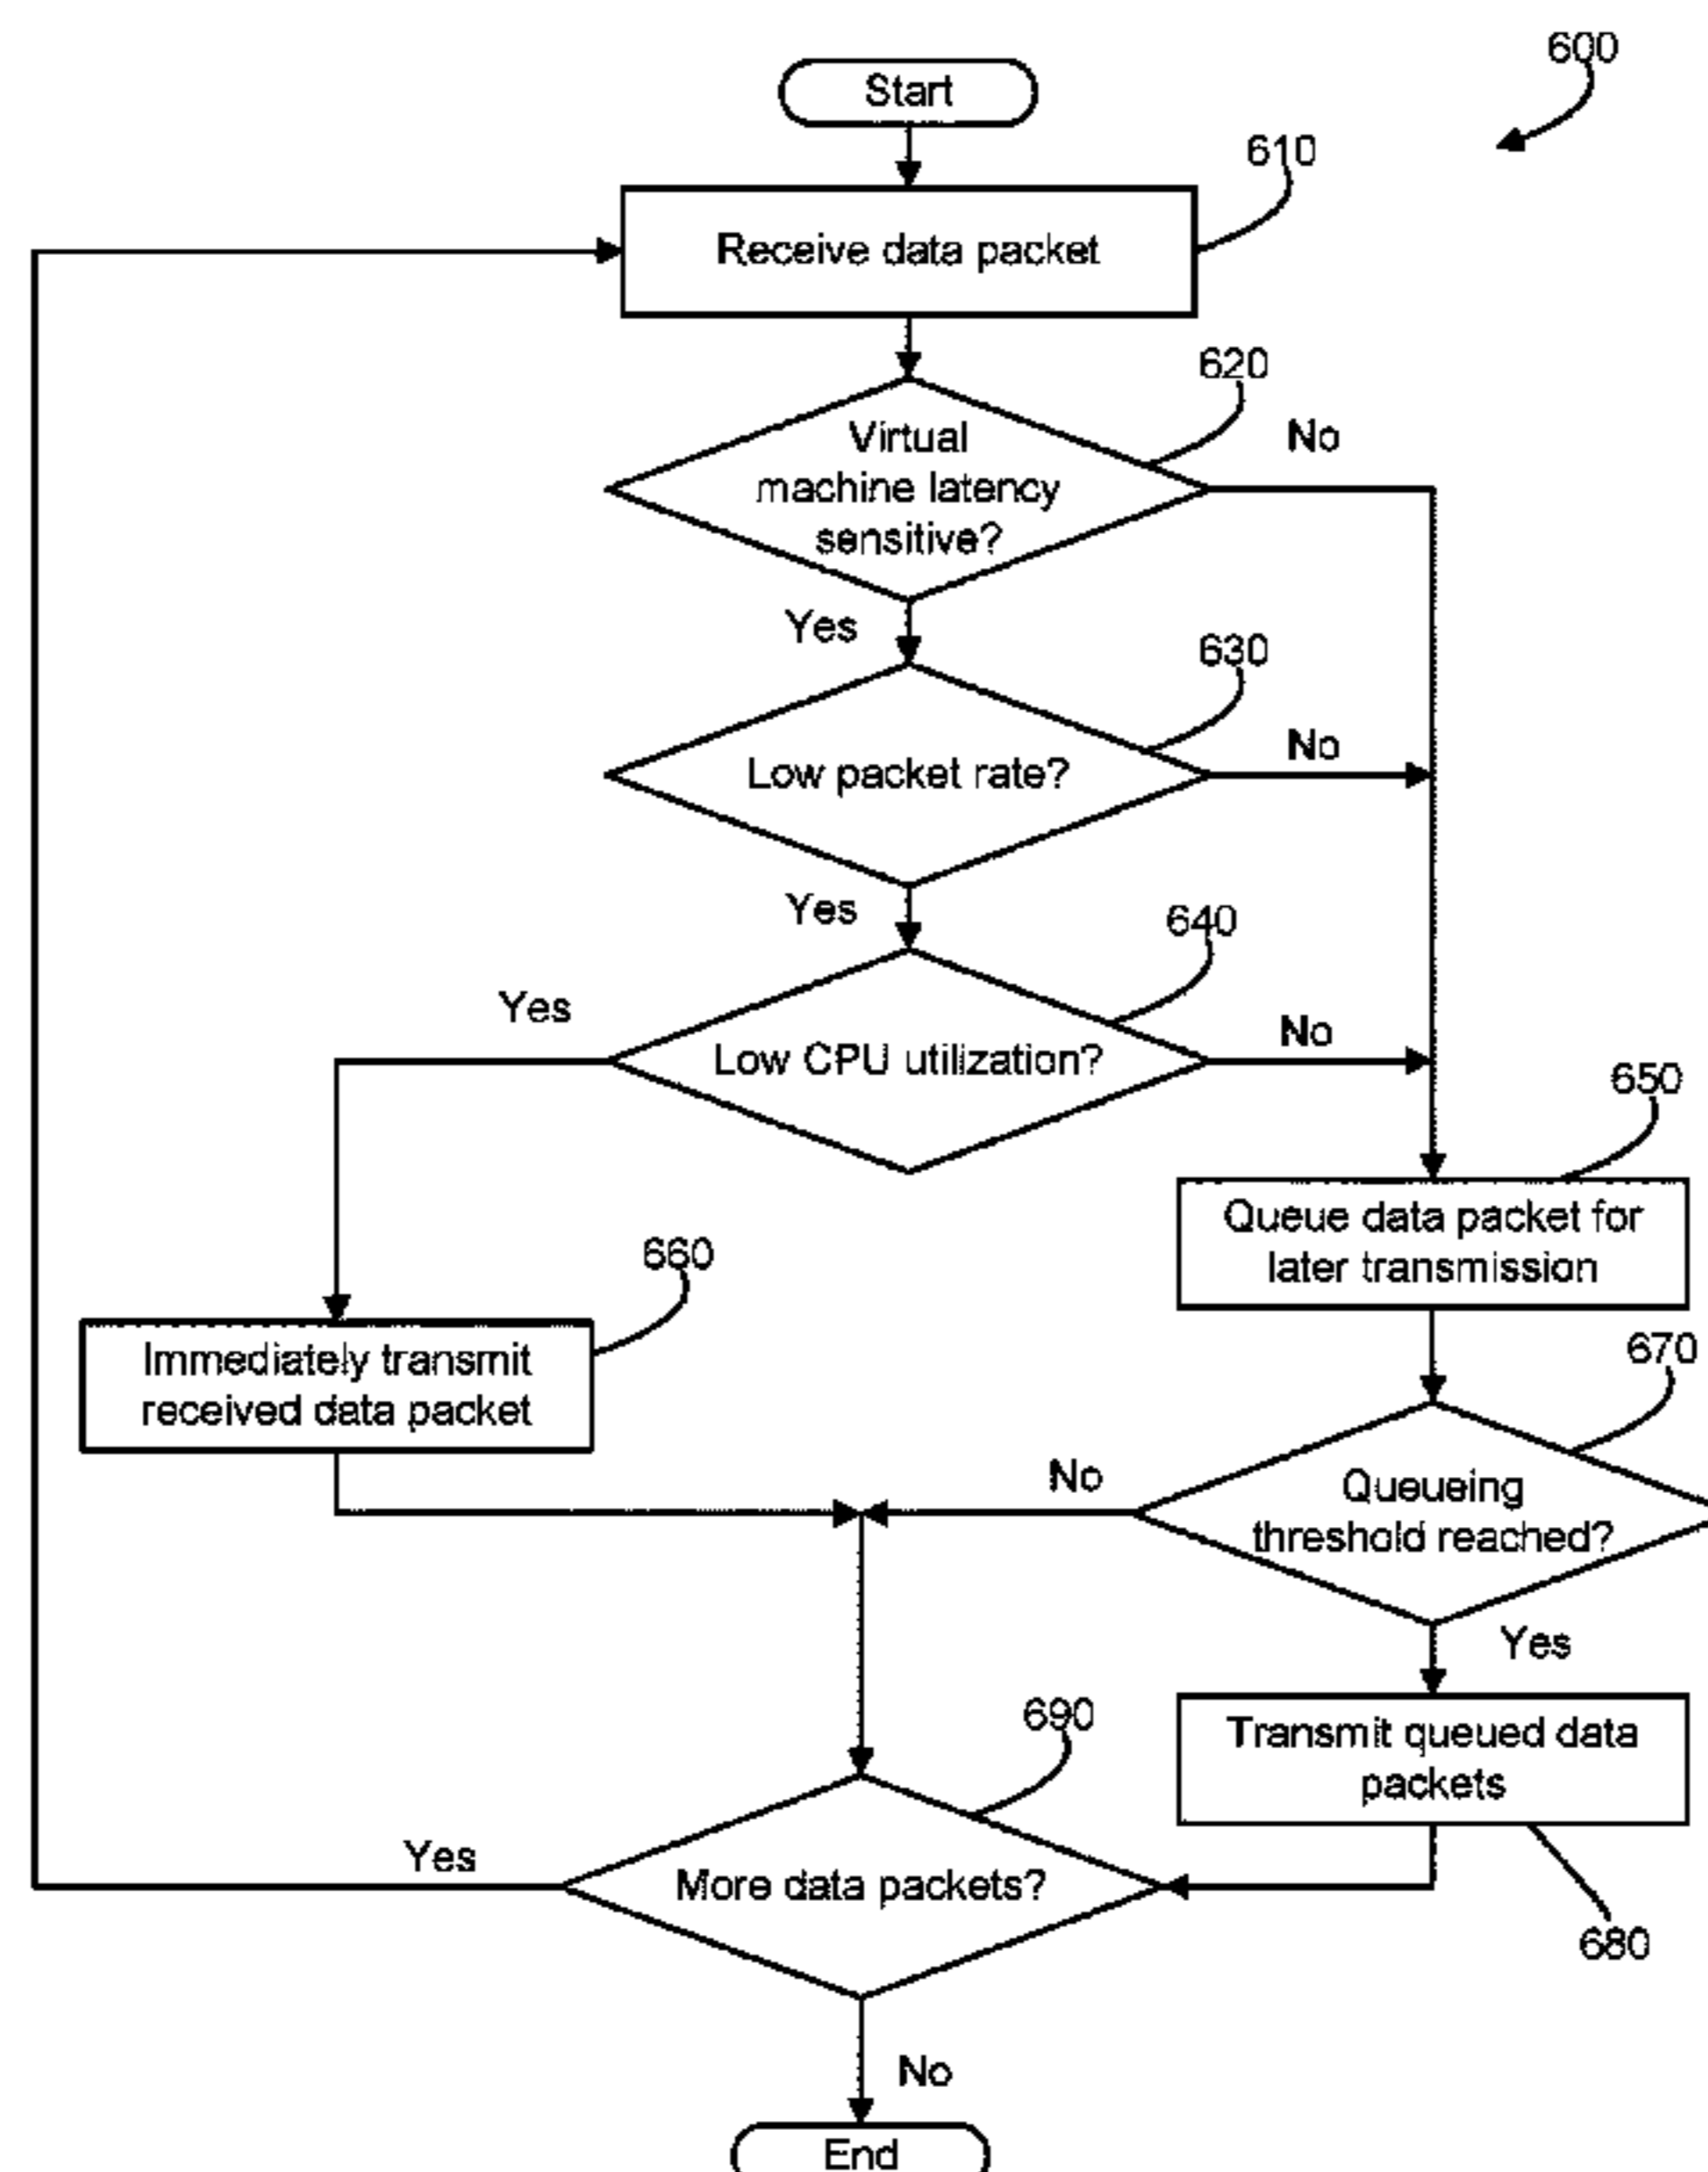 600
Start
610
Receive data packet
620
Virtual
machine latency
sensitive?
No
Yes
630
Low packet rate?
No
Yes
640
Yes
Low CPU utilization?
No
650
Queue data packet for
later transmission
660
Immediately transmit
received data packet
670
No
Queueing
threshold reached?
Yes
690
Transmit queued data
packets
Yes
More data packets?
680
No
End